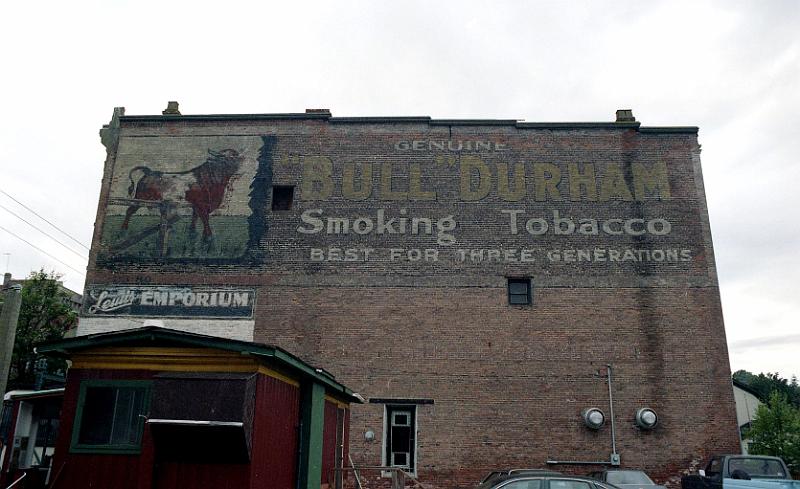 GENUINE
"BULL" DURHAM
Smoking Tobacco
BEST FOR THREE GENERATIONS
EMPORIUM